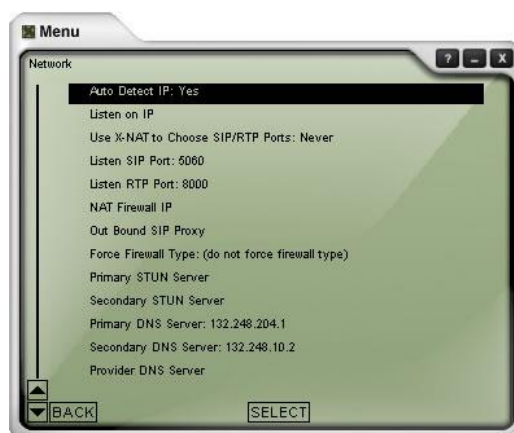 Menu
? - X
Network
Auto Detect IP: Yes
Listen on IP
Use X-NAT to Choose SIP/RTP Ports: Never
Listen SIP Port: 5060
Listen RTP Port: 8000
NAT Firewall IP
Out Bound SIP Proxy
Force Firewall Type: (do not force firewall type)
Primary STUN Server
Secondary STUN Server
Primary DNS Server: 132.248.204.1
Secondary DNS Server: 132.248.10.2
Provider DNS Server
BACK SELECT